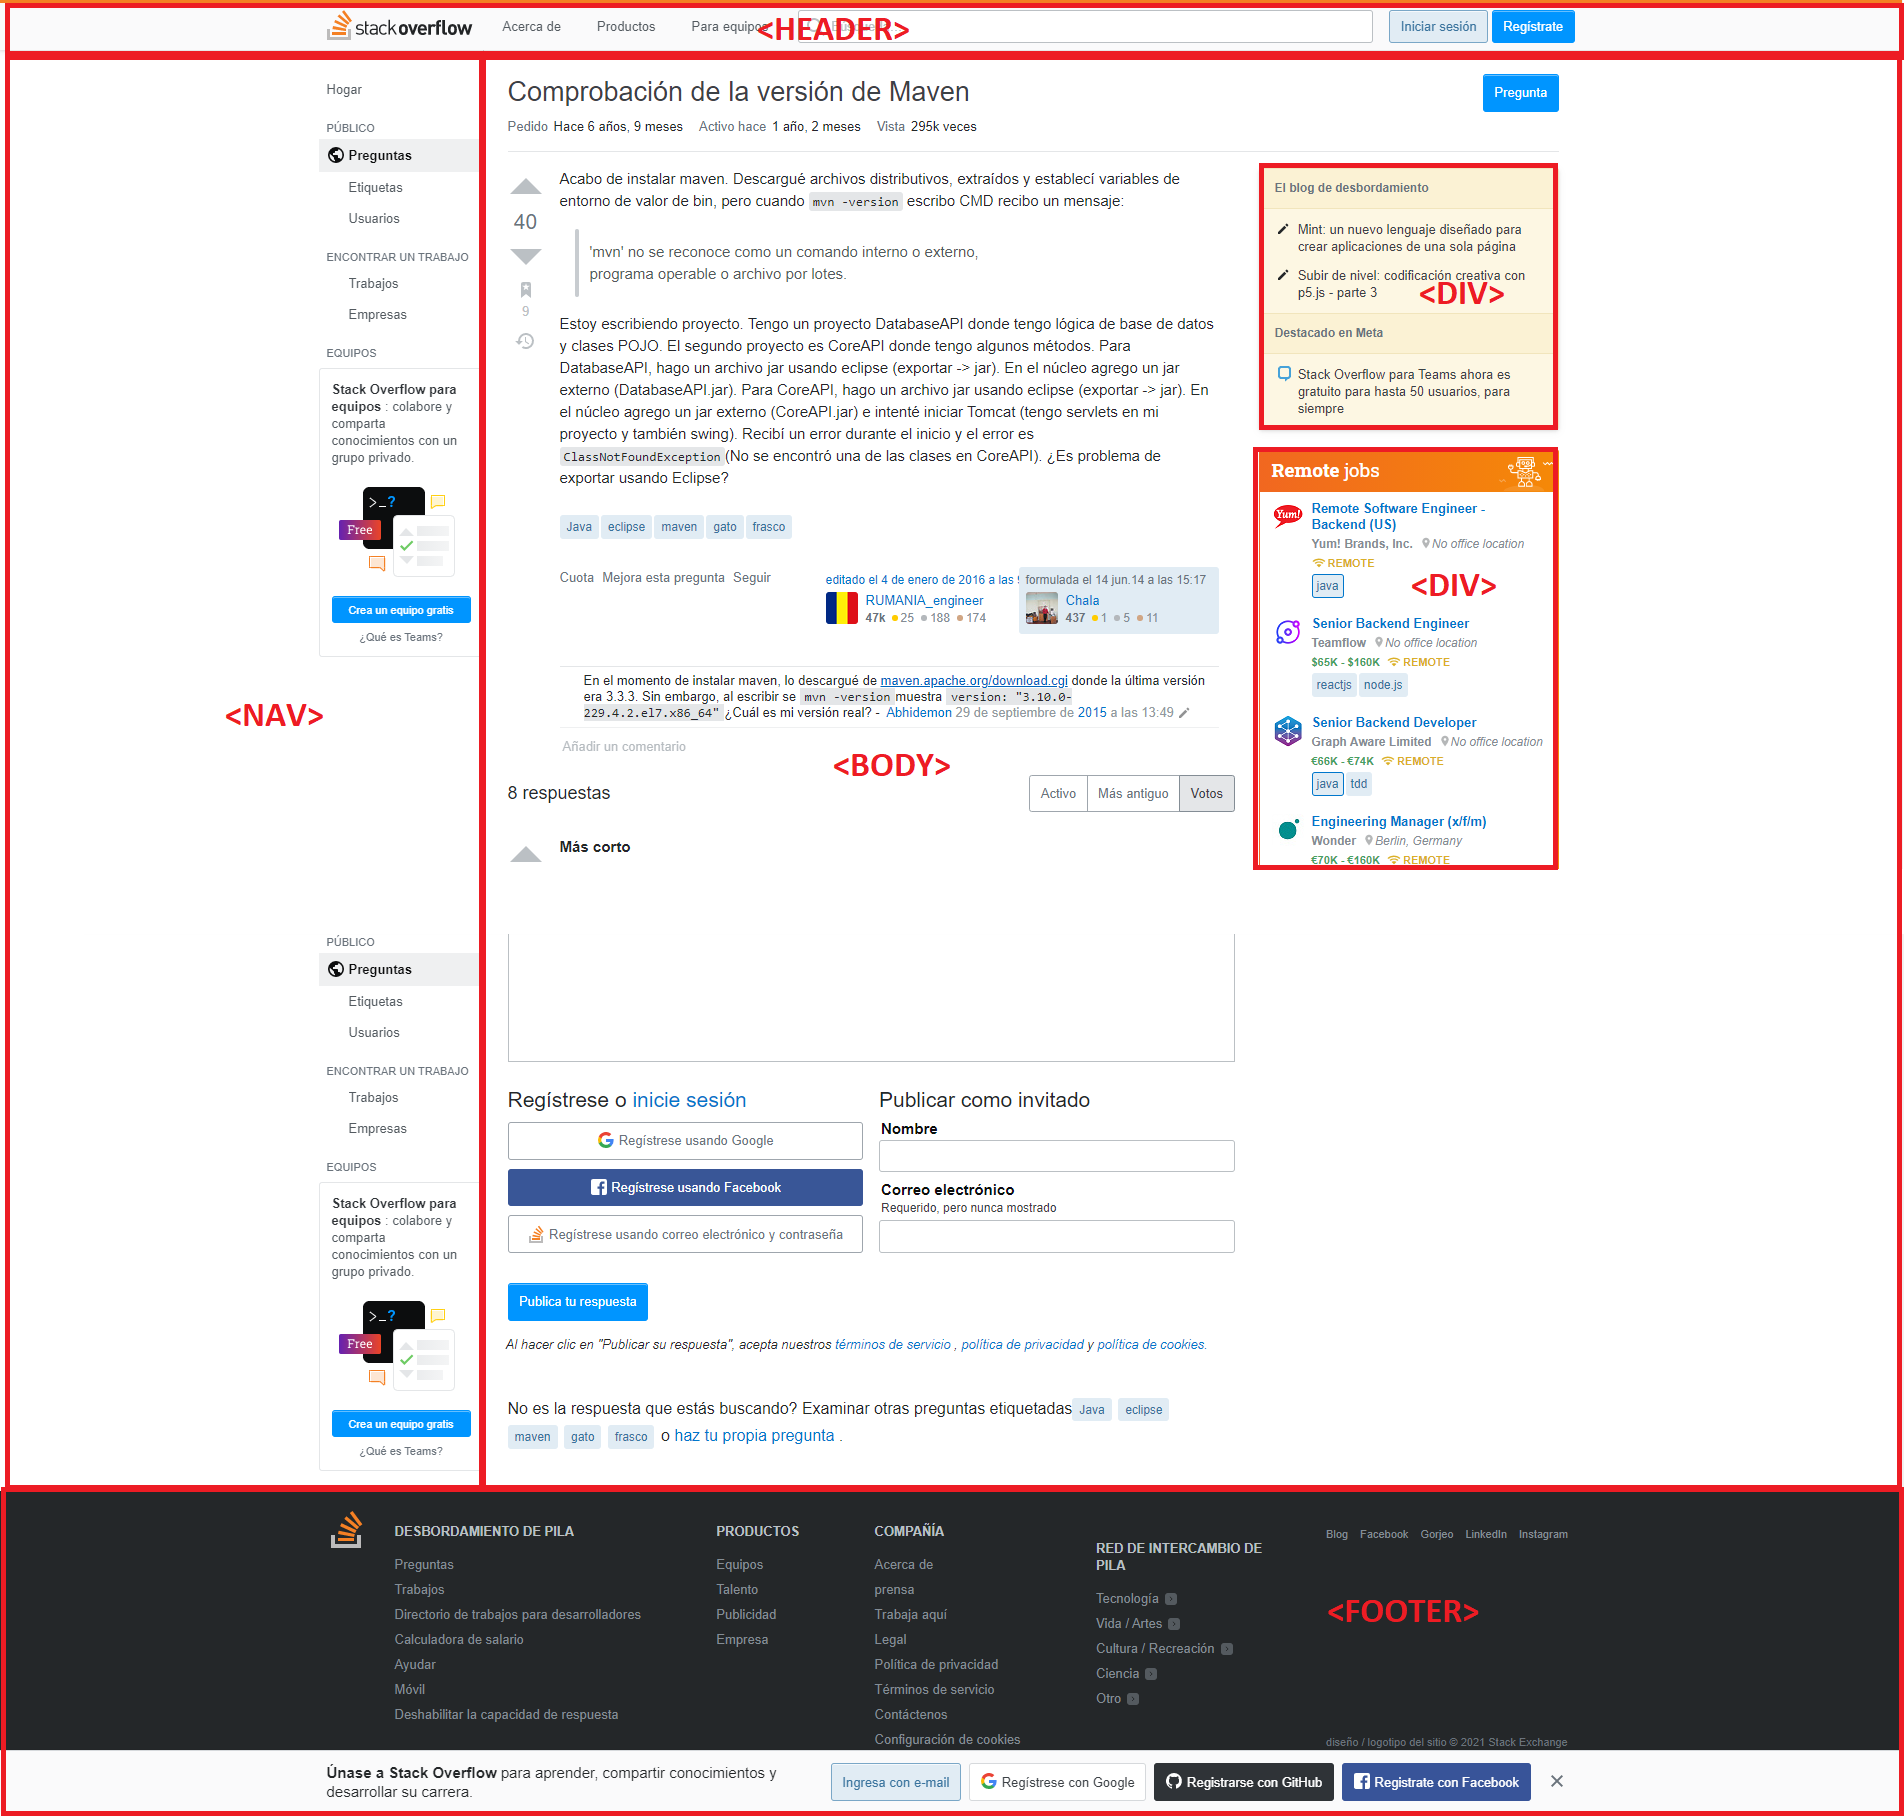 stack overflow
Acerca de
Productos
Para equipos
<HEADER>
Iniciar sesión
Regístrate
Hogar
PÚBLICO
Preguntas
Etiquetas
Usuarios
ENCONTRAR UN TRABAJO
Trabajos
Empresas
EQUIPOS
Stack Overflow para
equipos : colabore y
comparta
conocimientos con un
grupo privado.
>_?
Free
Crea un equipo gratis
¿Qué es Teams?
<NAV>
PÚBLICO
Preguntas
Etiquetas
Usuarios
ENCONTRAR UN TRABAJO
Trabajos
Empresas
EQUIPOS
Stack Overflow para
equipos : colabore y
comparta
conocimientos con un
grupo privado.
>_?
Free
Crea un equipo gratis
¿Qué es Teams?
Comprobación de la versión de Maven
Pregunta
Pedido Hace 6 años, 9 meses Activo hace 1 año, 2 meses Vista 295k veces
40
9
Acabo de instalar maven. Descargué archivos distributivos, extraídos y establecí variables de
entorno de valor de bin, pero cuando mvn -version escribo CMD recibo un mensaje:
'mvn' no se reconoce como un comando interno o externo,
programa operable o archivo por lotes.
Estoy escribiendo proyecto. Tengo un proyecto DatabaseAPI donde tengo lógica de base de datos
y clases POJO. El segundo proyecto es CoreAPI donde tengo algunos métodos. Para
DatabaseAPI, hago un archivo jar usando eclipse (exportar -> jar). En el núcleo agrego un jar
externo (DatabaseAPI.jar). Para CoreAPI, hago un archivo jar usando eclipse (exportar -> jar). En
el núcleo agrego un jar externo (CoreAPI.jar) e intenté iniciar Tomcat (tengo servlets en mi
proyecto y también swing). Recibí un error durante el inicio y el error es
ClassNotFoundException (No se encontró una de las clases en CoreAPI). ¿Es problema de
exportar usando Eclipse?
Java eclipse maven gato frasco
Cuota Mejora esta pregunta Seguir
editado el 4 de enero de 2016 a las
RUMANIA_engineer
47k 25 188 174
formulada el 14 jun.14 a las 15:17
Chala
437 1 5 11
En el momento de instalar maven, lo descargué de maven.apache.org/download.cgi donde la última versión
era 3.3.3. Sin embargo, al escribir se mvn -version muestra version: "3.10.0-
229.4.2.el7.x86_64" ¿Cuál es mi versión real? - Abhidemon 29 de septiembre de 2015 a las 13:49
Añadir un comentario
<BODY>
8 respuestas
Activo Más antiguo Votos
Más corto
El blog de desbordamiento
Mint: un nuevo lenguaje diseñado para
crear aplicaciones de una sola página
Subir de nivel: codificación creativa con
p5.js - parte 3
<DIV>
Destacado en Meta
Stack Overflow para Teams ahora es
gratuito para hasta 50 usuarios, para
siempre
Remote jobs
Yum!
Remote Software Engineer -
Backend (US)
Yum! Brands, Inc. No office location
REMOTE
java
<DIV>
Senior Backend Engineer
Teamflow No office location
$65K - $160K REMOTE
reactjs node.js
Senior Backend Developer
Graph Aware Limited No office location
€66K - €74K REMOTE
java tdd
Engineering Manager (x/f/m)
Wonder Berlin, Germany
€70K - €160K REMOTE
Regístrese o inicie sesión
Regístrese usando Google
Regístrese usando Facebook
Regístrese usando correo electrónico y contraseña
Publicar como invitado
Nombre
Correo electrónico
Requerido, pero nunca mostrado
Publica tu respuesta
Al hacer clic en "Publicar su respuesta", acepta nuestros términos de servicio , política de privacidad y política de cookies.
No es la respuesta que estás buscando? Examinar otras preguntas etiquetadas Java eclipse
maven gato frasco o haz tu propia pregunta .
DESBORDAMIENTO DE PILA
Preguntas
Trabajos
Directorio de trabajos para desarrolladores
Calculadora de salario
Ayudar
Móvil
Deshabilitar la capacidad de respuesta
PRODUCTOS
Equipos
Talento
Publicidad
Empresa
COMPAÑÍA
Acerca de
prensa
Trabaja aquí
Legal
Política de privacidad
Términos de servicio
Contáctenos
Configuración de cookies
RED DE INTERCAMBIO DE
PILA
Tecnología
Vida / Artes
Cultura / Recreación
Ciencia
Otro
Blog Facebook Gorjeo LinkedIn Instagram
<FOOTER>
diseño / logotipo del sitio © 2021 Stack Exchange
Únase a Stack Overflow para aprender, compartir conocimientos y
desarrollar su carrera.
Ingresa con e-mail
Regístrese con Google
Registrarse con GitHub
Registrate con Facebook